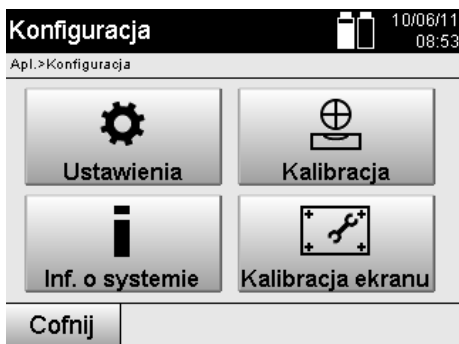 Konfiguracja
10/06/11
08:53
Apl.>Konfiguracja
Ustawienia
Kalibracja
Inf. o systemie
Kalibracja ekranu
Cofnij